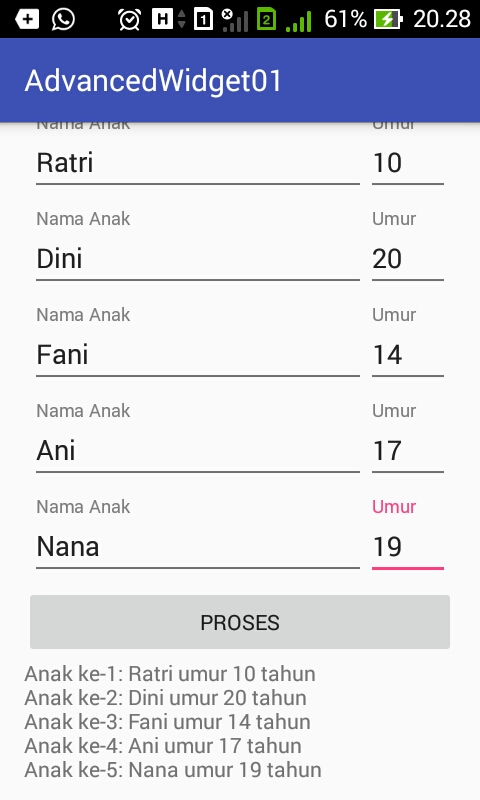 H 1 2 61% 20.28
AdvancedWidget01
Nama Anak Umur
Ratri 10
Nama Anak Umur
Dini 20
Nama Anak Umur
Fani 14
Nama Anak Umur
Ani 17
Nama Anak Umur
Nana 19
PROSES
Anak ke-1: Ratri umur 10 tahun
Anak ke-2: Dini umur 20 tahun
Anak ke-3: Fani umur 14 tahun
Anak ke-4: Ani umur 17 tahun
Anak ke-5: Nana umur 19 tahun